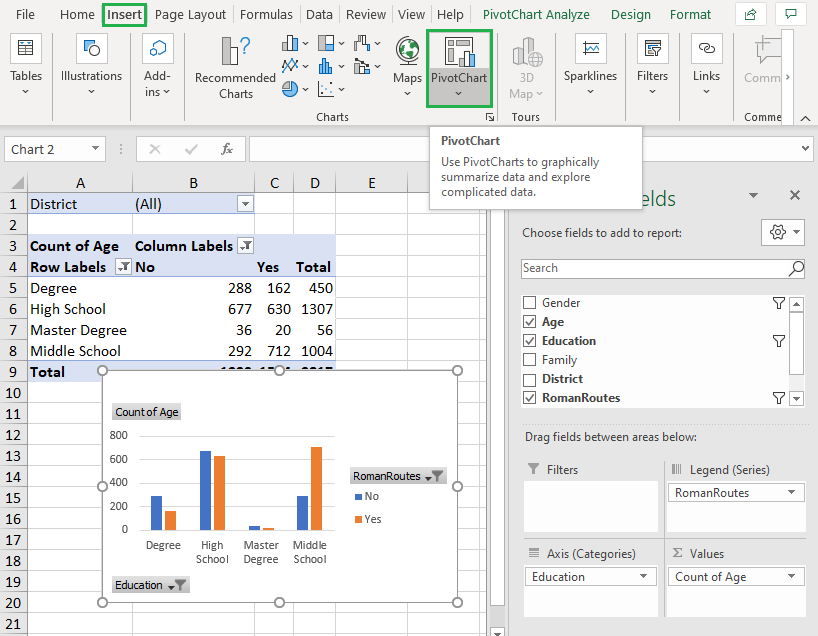 File Home Insert Page Layout Formulas Data Review View Help PivotChart Analyze Design Format
Tables Illustrations Add-ins Recommended Charts Maps PivotChart 3D Map Sparklines Filters Links Comm
Charts Tours Comme
Chart 2
fx
PivotChart
Use PivotCharts to graphically
summarize data and explore
complicated data.
A B C D E
1 District (All)
2
3 Count of Age Column Labels
4 Row Labels No Yes Total
5 Degree 288 162 450
6 High School 677 630 1307
7 Master Degree 36 20 56
8 Middle School 292 712 1004
9 Total
10
11
12
13
14
15
16
17
18
19
20
21
Count of Age
800
600
400
200
0
Degree High School Master Degree Middle School
RomanRoutes
No
Yes
Education
elds
Choose fields to add to report:
Search
Gender
Age
Education
Family
District
RomanRoutes
Drag fields between areas below:
Filters Legend (Series)
RomanRoutes
Axis (Categories) Σ Values
Education Count of Age